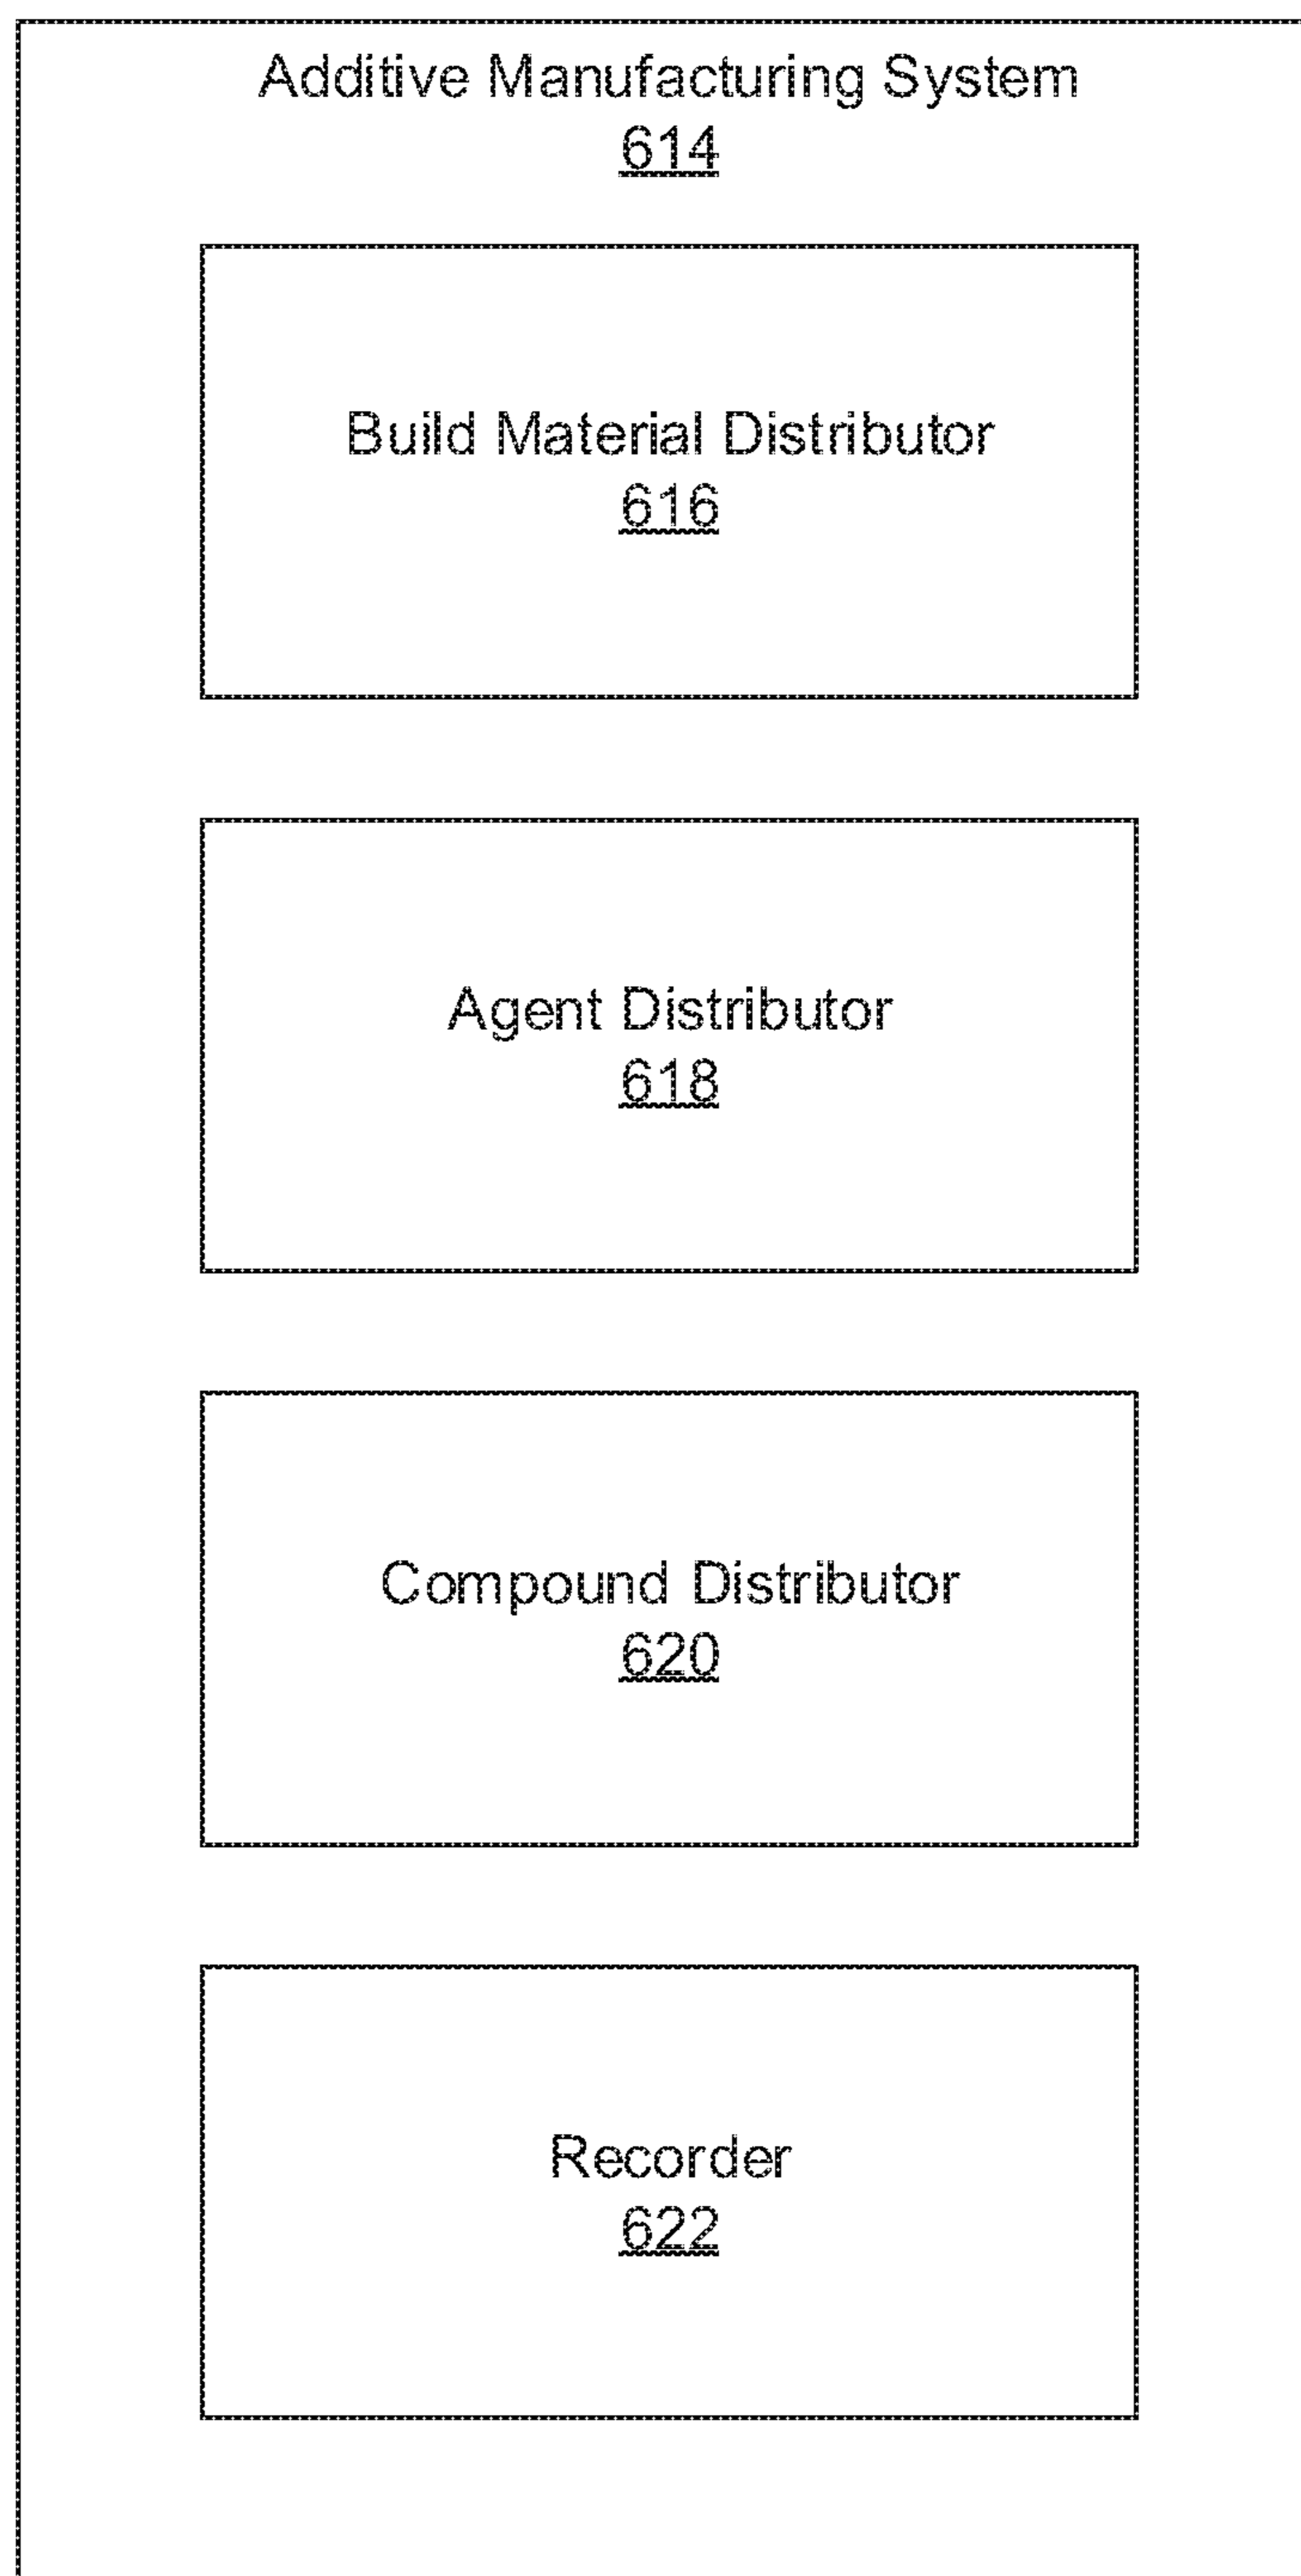 Additive Manufacturing System
614
Build Material Distributor
616
Agent Distributor
618
Compound Distributor
620
Recorder
622